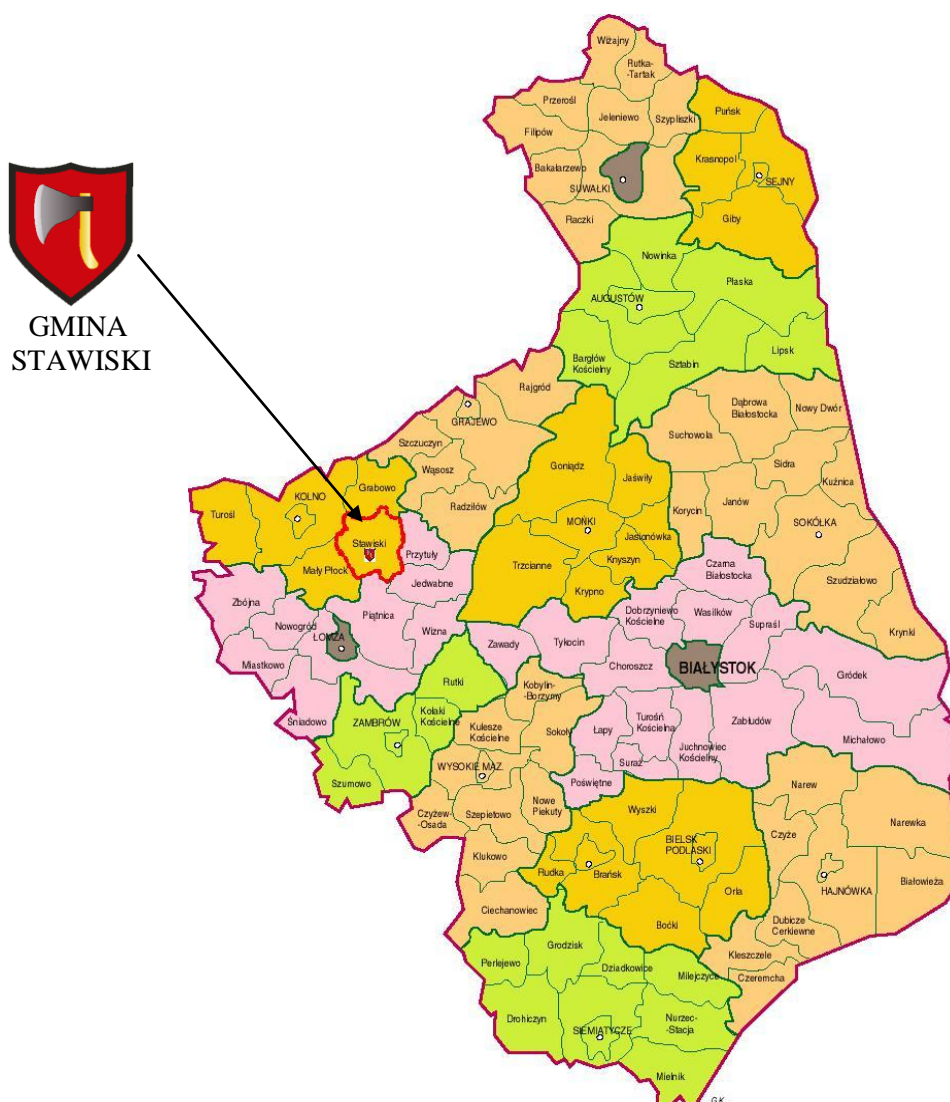 Wiżajny
Rutka-
-Tartak
Przerośl
Jeleniewo
Szypliszki
Puńsk
Filipów
Krasnopol
Bakałarzewo
SUWAŁKI
SEJNY
Raczki
Giby
GMINA
STAWISKI
Nowinka
Płaska
AUGUSTÓW
Bargłów
Kościelny
Sztabin
Lipsk
Rajgród
GRAJEWO
Dąbrowa
Białostocka
Nowy Dwór
Szczuczyn
Suchowola
Wąsosz
Goniądz
Sidra
Jaświły
Kuźnica
KOLNO
Grabowo
Turośl
Radziłów
Korycin
Janów
SOKÓŁKA
MOŃKI
Jasionówka
Stawiski
Przytuły
Knyszyn
Trzcianne
Czarna
Białostocka
Mały Płock
Jedwabne
Krypno
Szudziałowo
Zbójna
Piątnica
Dobrzyniewo
Kościelne
Wasilków
Nowogród
Wizna
Supraśl
Krynki
ŁOMŻA
Zawady
Tykocin
Miastkowo
Choroszcz
BIAŁYSTOK
Gródek
Rutki
Kobylin-
Borzymy
Śniadowo
ZAMBRÓW
Kołaki
Kościelne
Kulesze
Kościelne
Sokoły
Łapy
Turośń
Kościelna
Zabłudów
Michałowo
Juchnowiec
Kościelny
Suraż
WYSOKIE MAZ.
Szumowo
Poświętne
Narew
Nowe
Piekuty
Wyszki
Czyżew-
-Osada
Szepietowo
Narewka
Czyże
BIELSK
PODLASKI
Klukowo
Rudka
Brańsk
Orla
HAJNÓWKA
Białowieża
Ciechanowiec
Boćki
Dubicze
Cerkiewne
Grodzisk
Kleszczele
Perlejewo
Dziadkowice
Milejczyce
Czeremcha
Drohiczyn
SIEMIATYCZE
Nurzec-
-Stacja
Mielnik
G.K.